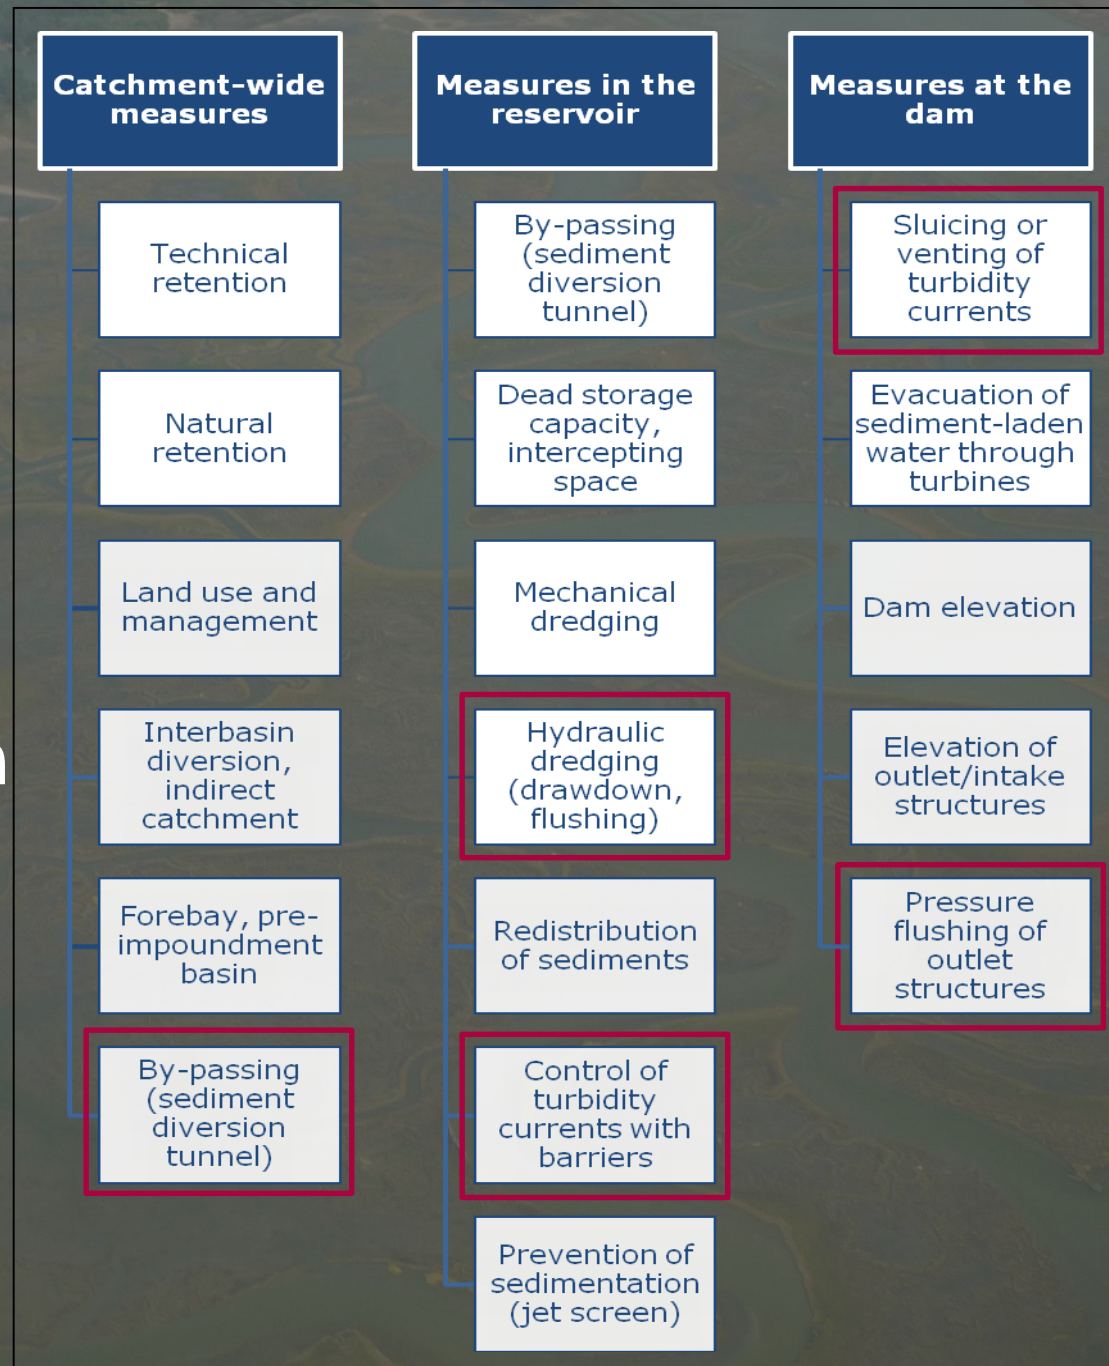 Catchment-wide
measures
Technical
retention
Natural
retention
Land use and
management
Interbasin
diversion,
indirect
catchment
Forebay, pre-
impoundment
basin
By-passing
(sediment
diversion
tunnel)
Measures in the
reservoir
By-passing
(sediment
diversion
tunnel)
Dead storage
capacity,
intercepting
space
Mechanical
dredging
Hydraulic
dredging
(drawdown,
flushing)
Redistribution
of sediments
Control of
turbidity
currents with
barriers
Prevention of
sedimentation
(jet screen)
Measures at the
dam
Sluicing or
venting of
turbidity
currents
Evacuation of
sediment-laden
water through
turbines
Dam elevation
Elevation of
outlet/intake
structures
Pressure
flushing of
outlet
structures